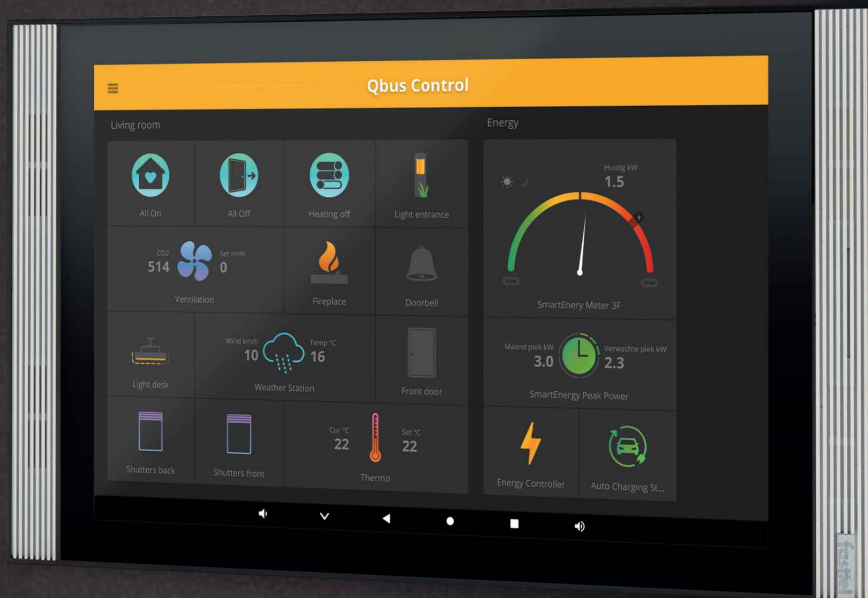 Qbus Control
Living room
Energy
All On
All Off
Heating off
Light entrance
Huidig kW
1.5
CO2
514
Set m³/h
0
Ventilation
Fireplace
Doorbell
SmartEnery Meter 3F
Light desk
Wind km/h
10
Temp °C
16
Weather Station
Front door
Maand piek kW
3.0
Verwachte piek kW
2.3
SmartEnergy Peak Power
Shutters back
Shutters front
Cur °C
22
Set °C
22
Thermo
Energy Controller
Auto Charging St...